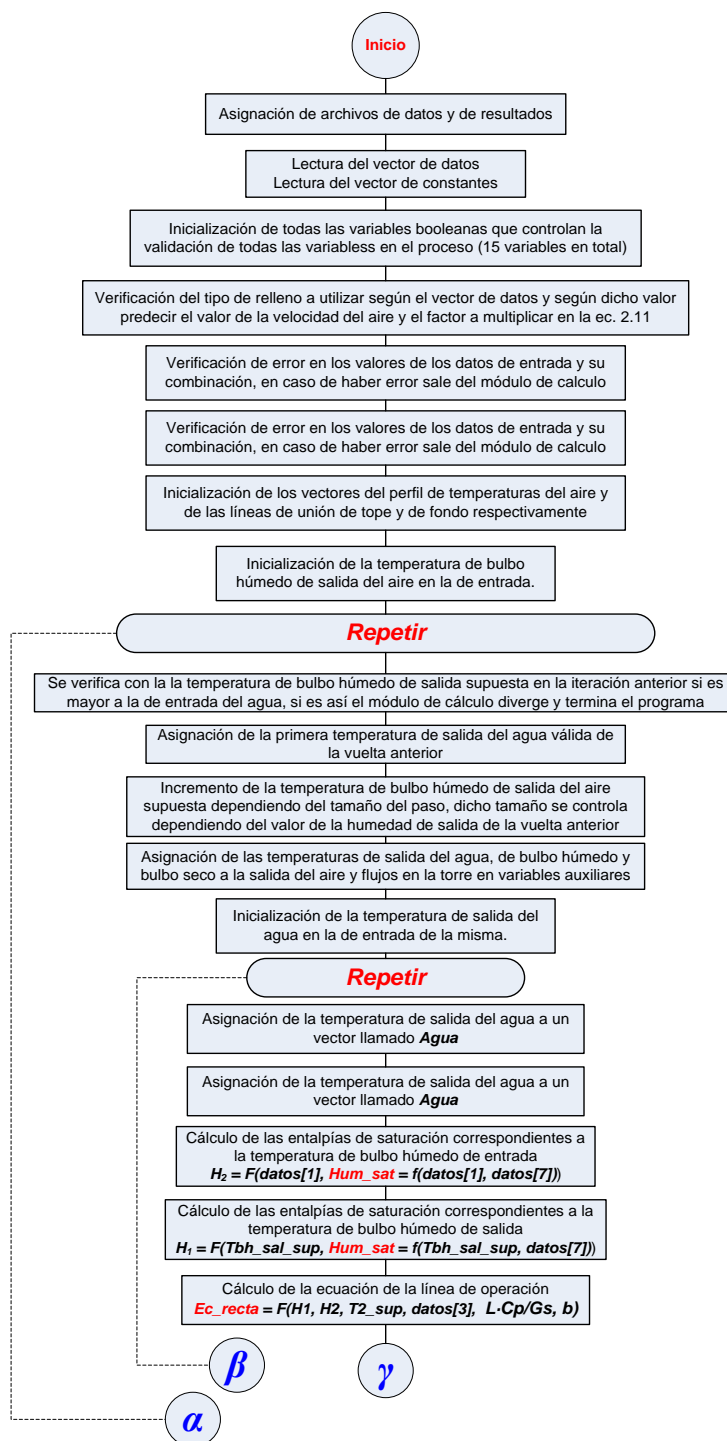 Inicio
Asignación de archivos de datos y de resultados
Lectura del vector de datos
Lectura del vector de constantes
Inicialización de todas las variables booleanas que controlan la
validación de todas las variabless en el proceso (15 variables en total)
Verificación del tipo de relleno a utilizar según el vector de datos y según dicho valor
predecir el valor de la velocidad del aire y el factor a multiplicar en la ec. 2.11
Verificación de error en los valores de los datos de entrada y su
combinación, en caso de haber error sale del módulo de calculo
Verificación de error en los valores de los datos de entrada y su
combinación, en caso de haber error sale del módulo de calculo
Inicialización de los vectores del perfil de temperaturas del aire y
de las líneas de unión de tope y de fondo respectivamente
Inicialización de la temperatura de bulbo
húmedo de salida del aire en la de entrada.
Repetir
Se verifica con la la temperatura de bulbo húmedo de salida supuesta en la iteración anterior si es
mayor a la de entrada del agua, si es así el módulo de cálculo diverge y termina el programa
Asignación de la primera temperatura de salida del agua válida de
la vuelta anterior
Incremento de la temperatura de bulbo húmedo de salida del aire
supuesta dependiendo del tamaño del paso, dicho tamaño se controla
dependiendo del valor de la humedad de salida de la vuelta anterior
Asignación de las temperaturas de salida del agua, de bulbo húmedo y
bulbo seco a la salida del aire y flujos en la torre en variables auxiliares
Inicialización de la temperatura de salida del
agua en la de entrada de la misma.
Repetir
Asignación de la temperatura de salida del agua a un
vector llamado Agua
Asignación de la temperatura de salida del agua a un
vector llamado Agua
Cálculo de las entalpías de saturación correspondientes a
la temperatura de bulbo húmedo de entrada
H₂ = F(datos[1], Hum_sat = f(datos[1], datos[7]))
Cálculo de las entalpías de saturación correspondientes a la
temperatura de bulbo húmedo de salida
H₁ = F(Tbh_sal_sup, Hum_sat = f(Tbh_sal_sup, datos[7]))
Cálculo de la ecuación de la línea de operación
Ec_recta = F(H1, H2, T2_sup, datos[3], L·Cp/Gs, b)
β
γ
α